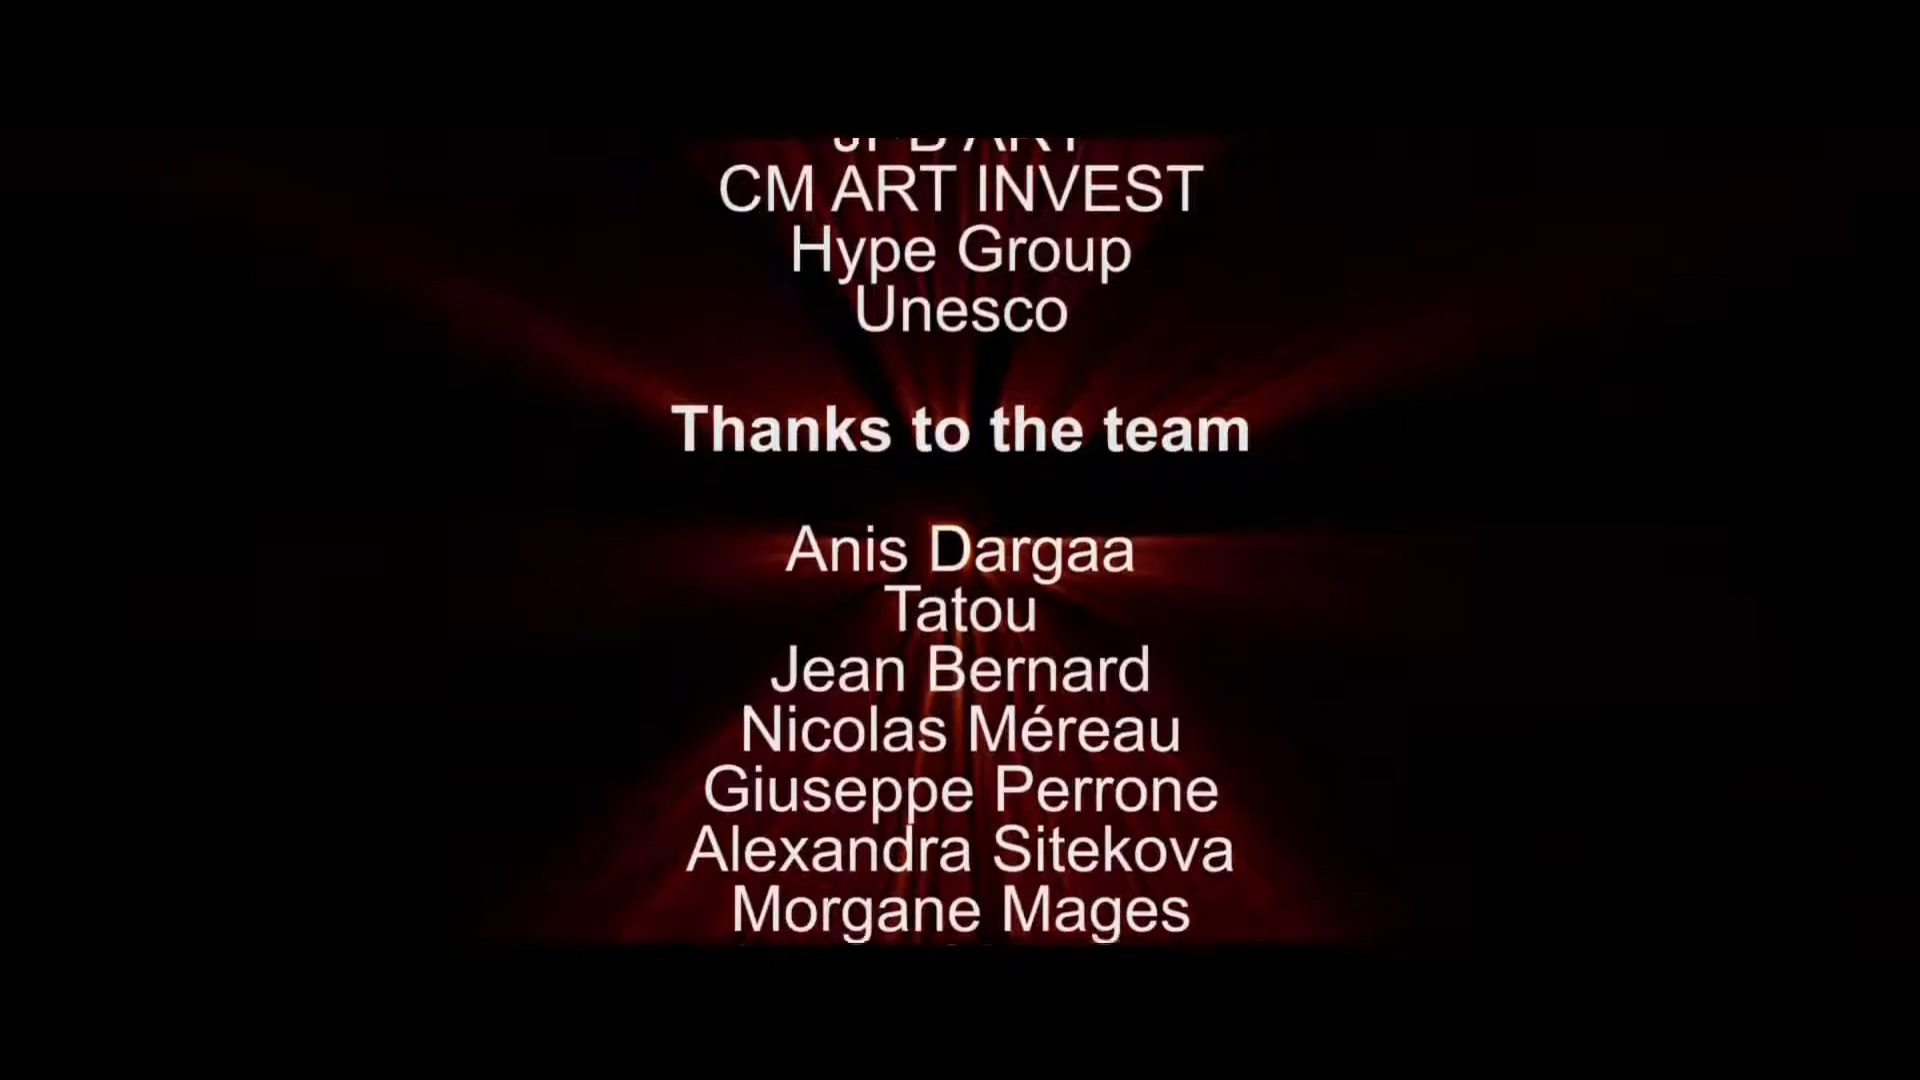 CM ART INVEST
Hype Group
Unesco
Thanks to the team
Anis Dargaa
Tatou
Jean Bernard
Nicolas Méreau
Giuseppe Perrone
Alexandra Sitekova
Morgane Mages